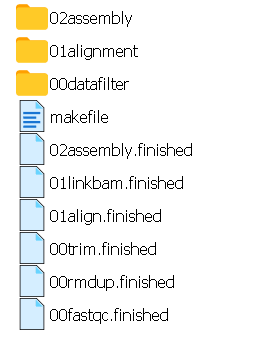 02assembly
01alignment
00datafilter
makefile
02assembly.finished
01linkbam.finished
01align.finished
00trim.finished
00rmdup.finished
00fastqc.finished